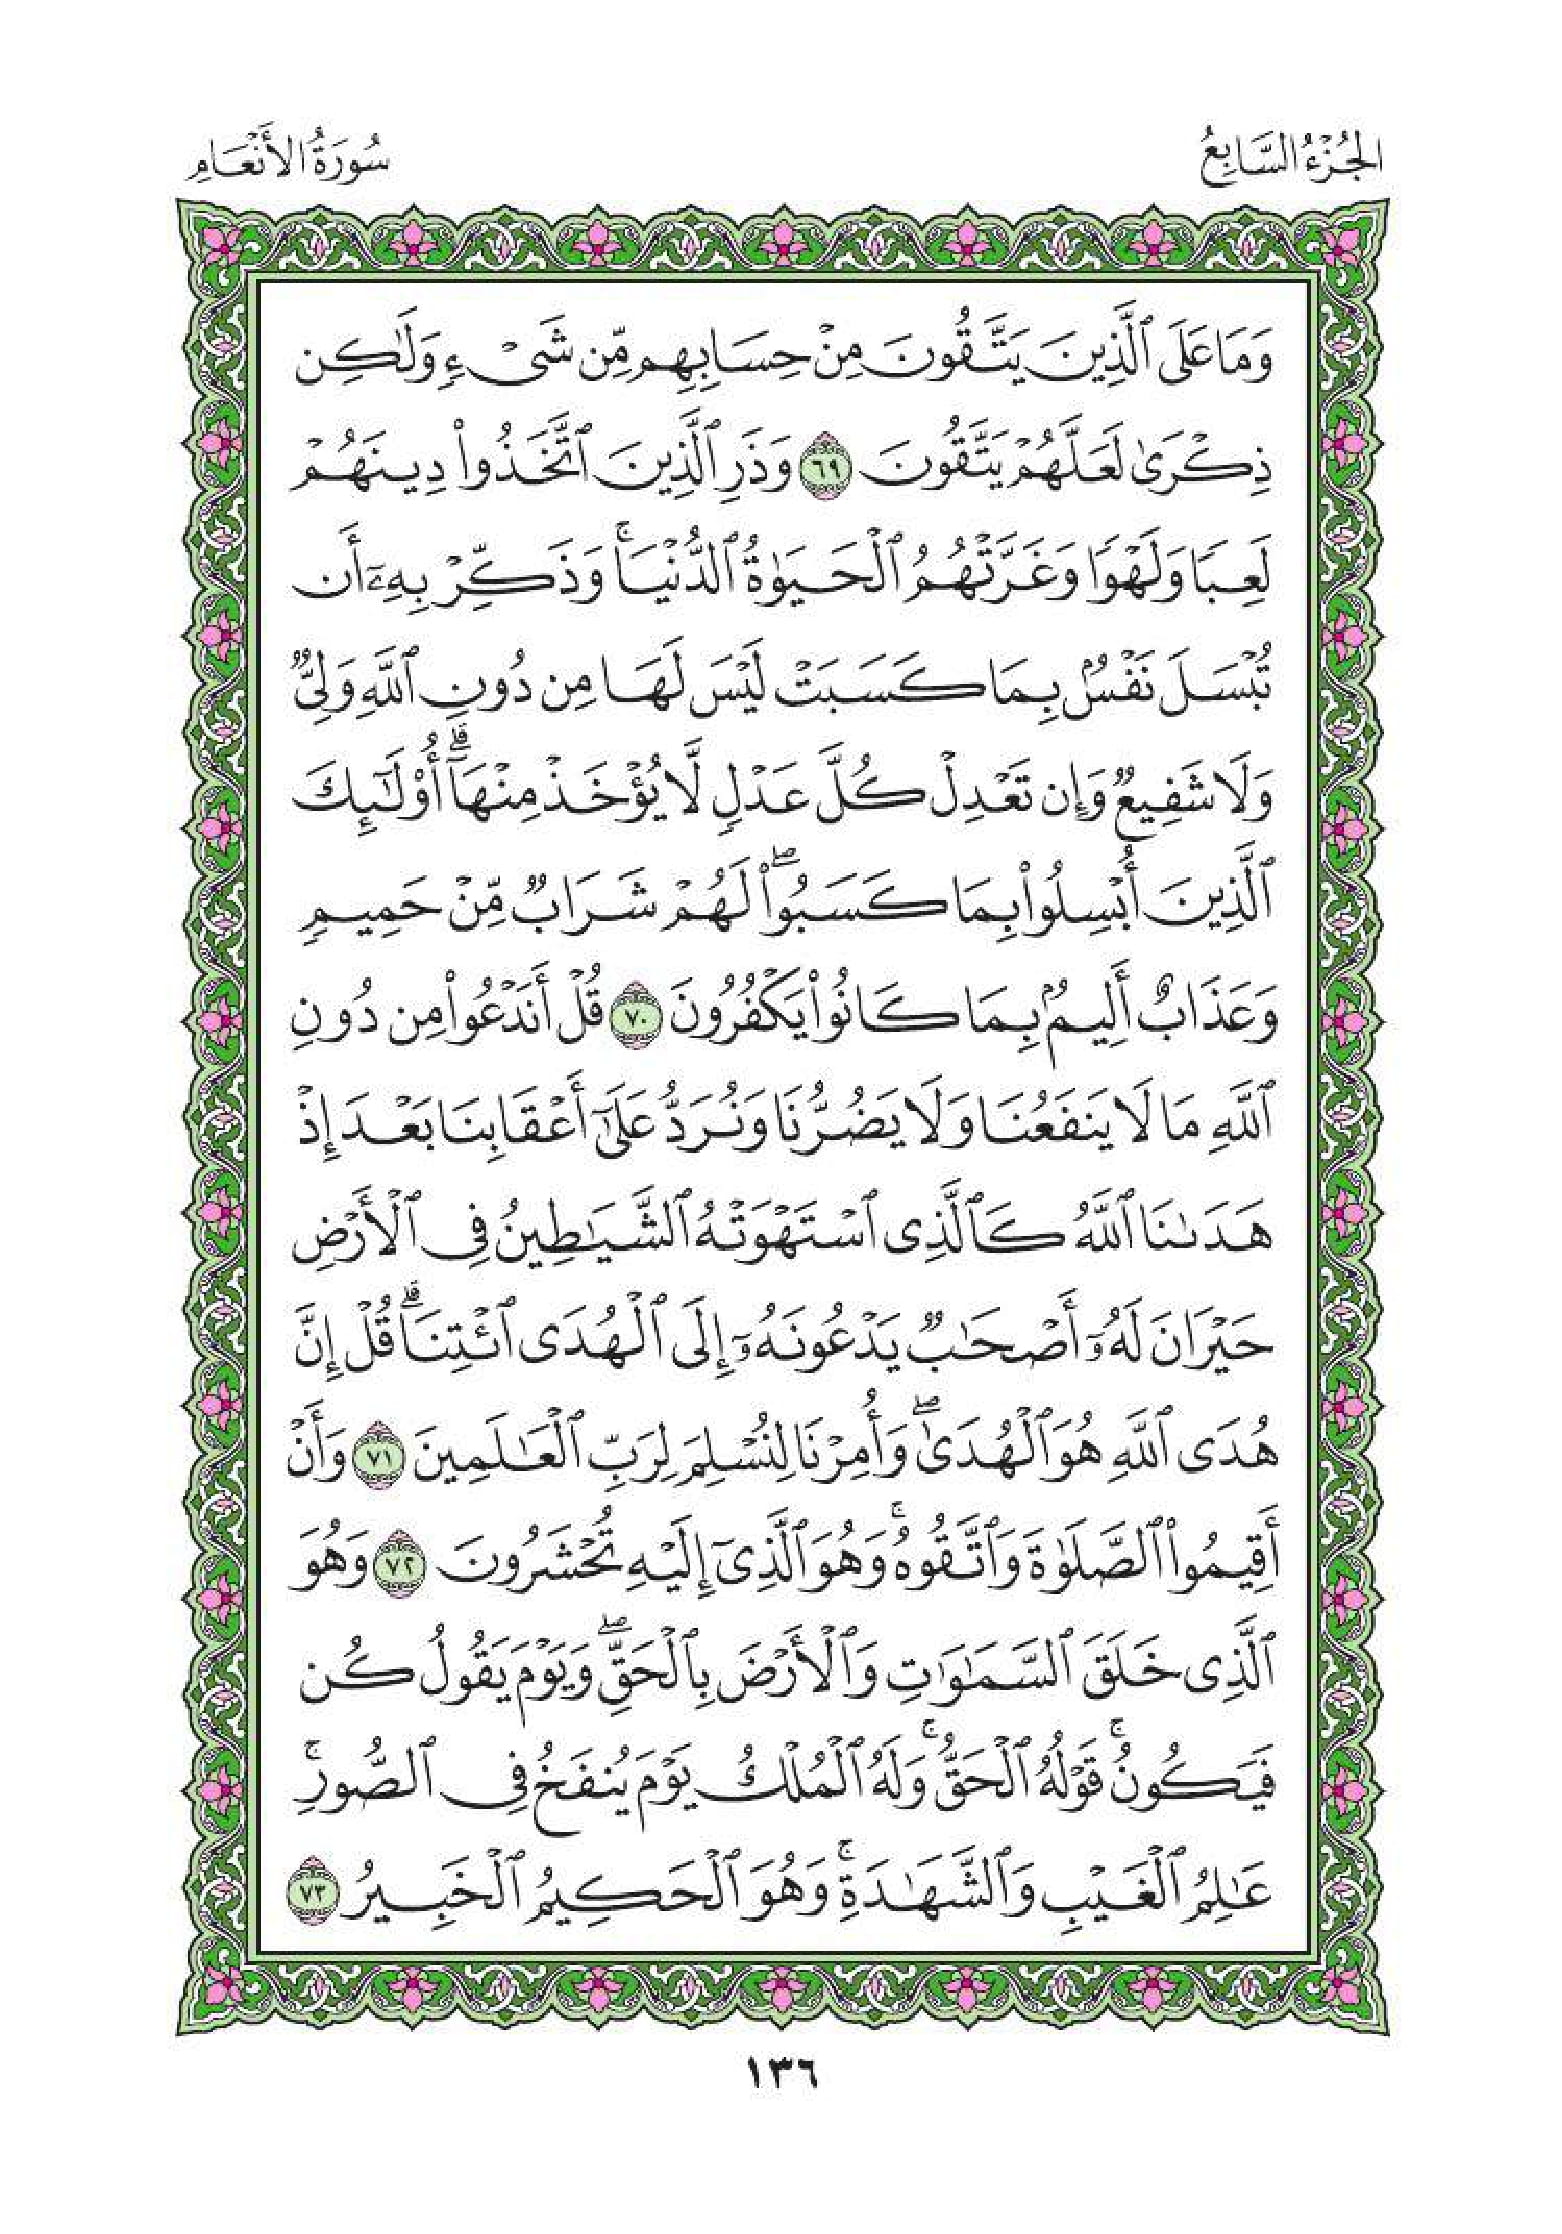 الجُزْءُ السَّابِعُ
سُورَةُ الأَنْعَامِ
وَمَا عَلَى ٱلَّذِينَ يَتَّقُونَ مِنْ حِسَابِهِم مِّن شَىْءٍ وَلَٰكِن
ذِكْرَىٰ لَعَلَّهُمْ يَتَّقُونَ ٦٩ وَذَرِ ٱلَّذِينَ ٱتَّخَذُوا۟ دِينَهُمْ
لَعِبًا وَلَهْوًا وَغَرَّتْهُمُ ٱلْحَيَوٰةُ ٱلدُّنْيَا ۚ وَذَكِّرْ بِهِۦٓ أَن
تُبْسَلَ نَفْسٌۢ بِمَا كَسَبَتْ لَيْسَ لَهَا مِن دُونِ ٱللَّهِ وَلِىٌّ
وَلَا شَفِيعٌ وَإِن تَعْدِلْ كُلَّ عَدْلٍ لَّا يُؤْخَذْ مِنْهَآ ۗ أُو۟لَٰٓئِكَ
ٱلَّذِينَ أُبْسِلُوا۟ بِمَا كَسَبُوا۟ ۖ لَهُمْ شَرَابٌ مِّنْ حَمِيمٍ
وَعَذَابٌ أَلِيمٌۢ بِمَا كَانُوا۟ يَكْفُرُونَ ٧٠ قُلْ أَنَدْعُوا۟ مِن دُونِ
ٱللَّهِ مَا لَا يَنفَعُنَا وَلَا يَضُرُّنَا وَنُرَدُّ عَلَىٰٓ أَعْقَابِنَا بَعْدَ إِذْ
هَدَىٰنَا ٱللَّهُ كَٱلَّذِى ٱسْتَهْوَتْهُ ٱلشَّيَٰطِينُ فِى ٱلْأَرْضِ
حَيْرَانَ لَهُۥٓ أَصْحَٰبٌ يَدْعُونَهُۥٓ إِلَى ٱلْهُدَى ٱئْتِنَا ۗ قُلْ إِنَّ
هُدَى ٱللَّهِ هُوَ ٱلْهُدَىٰ ۖ وَأُمِرْنَا لِنُسْلِمَ لِرَبِّ ٱلْعَٰلَمِينَ ٧١ وَأَنْ
أَقِيمُوا۟ ٱلصَّلَوٰةَ وَٱتَّقُوهُ ۚ وَهُوَ ٱلَّذِىٓ إِلَيْهِ تُحْشَرُونَ ٧٢ وَهُوَ
ٱلَّذِى خَلَقَ ٱلسَّمَٰوَٰتِ وَٱلْأَرْضَ بِٱلْحَقِّ ۖ وَيَوْمَ يَقُولُ كُن
فَيَكُونُ ۚ قَوْلُهُ ٱلْحَقُّ ۚ وَلَهُ ٱلْمُلْكُ يَوْمَ يُنفَخُ فِى ٱلصُّورِ ۚ
عَٰلِمُ ٱلْغَيْبِ وَٱلشَّهَٰدَةِ ۚ وَهُوَ ٱلْحَكِيمُ ٱلْخَبِيرُ ٧٣
١٣٦